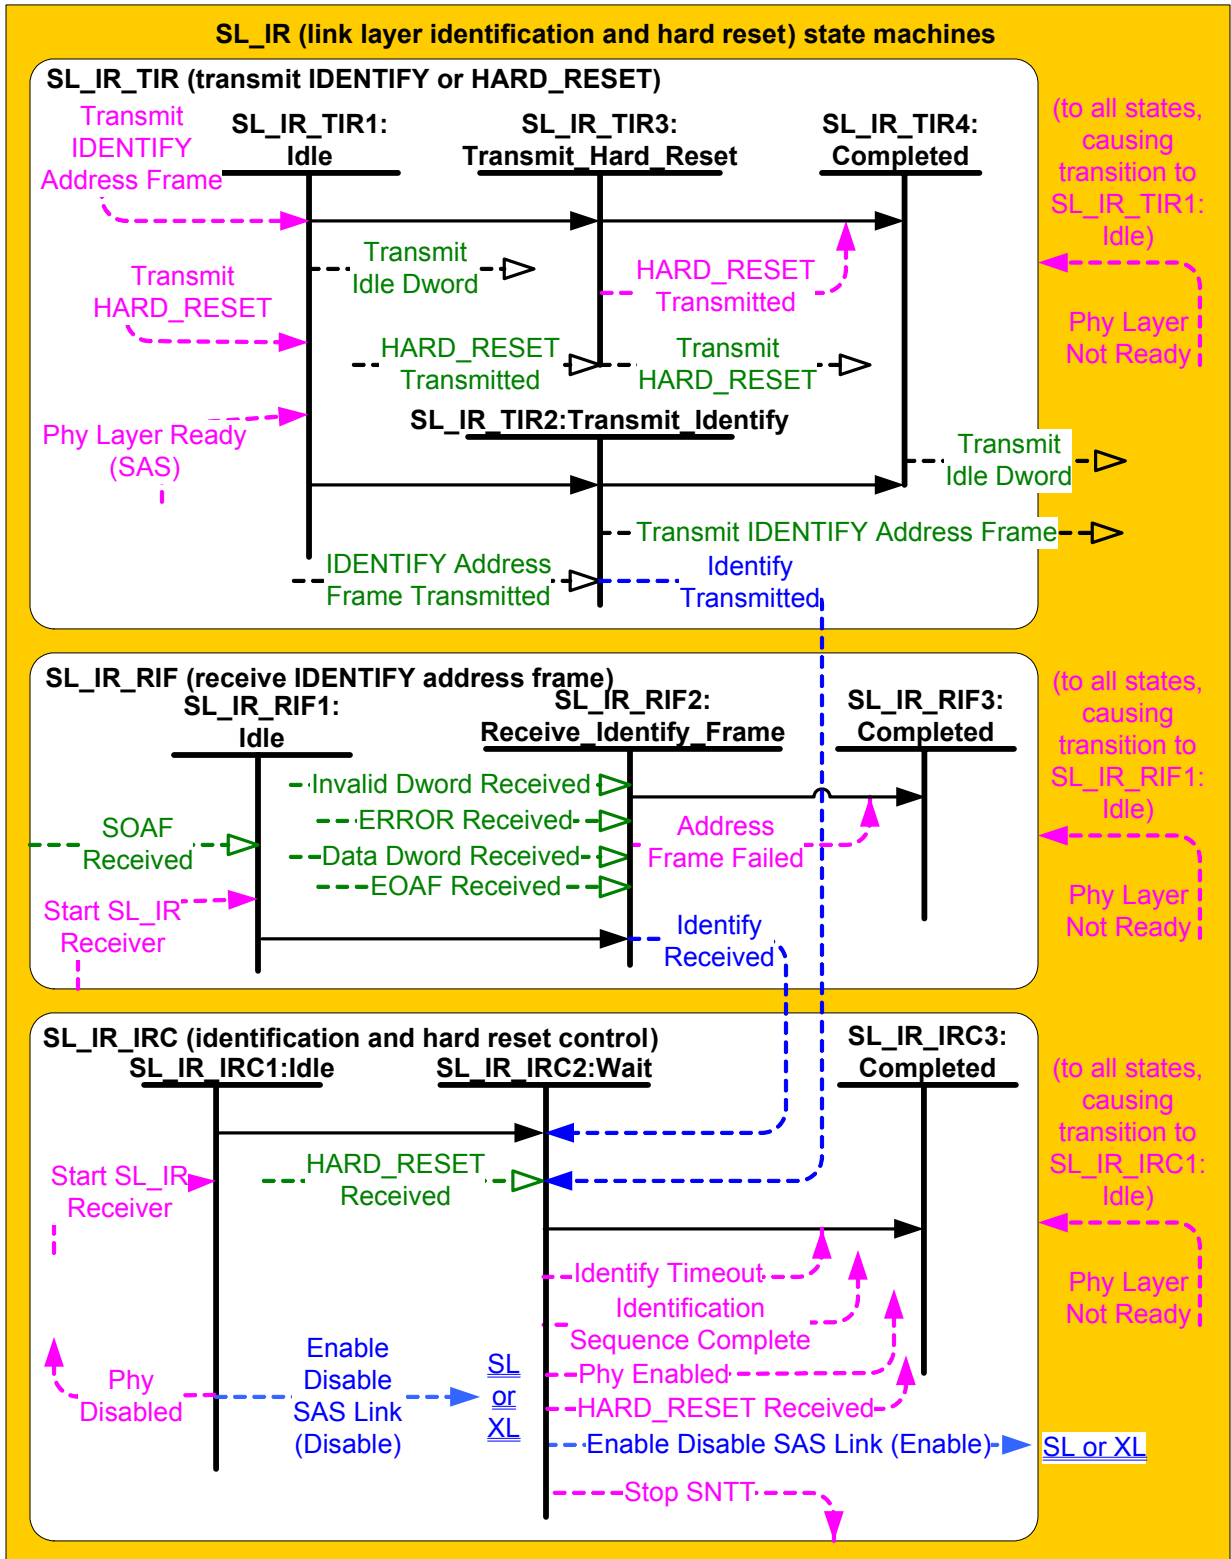 SL_IR (link layer identification and hard reset) state machines
SL_IR_TIR (transmit IDENTIFY or HARD_RESET)
Transmit
IDENTIFY
Address Frame
SL_IR_TIR1:
Idle
SL_IR_TIR3:
Transmit_Hard_Reset
SL_IR_TIR4:
Completed
(to all states,
causing
transition to
SL_IR_TIR1:
Idle)
Transmit
Idle Dword
HARD_RESET
Transmitted
Transmit
HARD_RESET
HARD_RESET
Transmitted
Transmit
HARD_RESET
Phy Layer
Not Ready
SL_IR_TIR2:Transmit_Identify
Phy Layer Ready
(SAS)
Transmit
Idle Dword
Transmit IDENTIFY Address Frame
IDENTIFY Address
Frame Transmitted
Identify
Transmitted
SL_IR_RIF (receive IDENTIFY address frame)
SL_IR_RIF1:
Idle
SL_IR_RIF2:
Receive_Identify_Frame
SL_IR_RIF3:
Completed
(to all states,
causing
transition to
SL_IR_RIF1:
Idle)
Invalid Dword Received
ERROR Received
Data Dword Received
EOAF Received
SOAF
Received
Address
Frame Failed
Start SL_IR
Receiver
Identify
Received
Phy Layer
Not Ready
SL_IR_IRC (identification and hard reset control)
SL_IR_IRC1:Idle
SL_IR_IRC2:Wait
SL_IR_IRC3:
Completed
(to all states,
causing
transition to
SL_IR_IRC1:
Idle)
Start SL_IR
Receiver
HARD_RESET
Received
Identify Timeout
Identification
Sequence Complete
Phy Layer
Not Ready
Phy
Disabled
Enable
Disable
SAS Link
(Disable)
SL
or
XL
Phy Enabled
HARD_RESET Received
Enable Disable SAS Link (Enable)
SL or XL
Stop SNTT